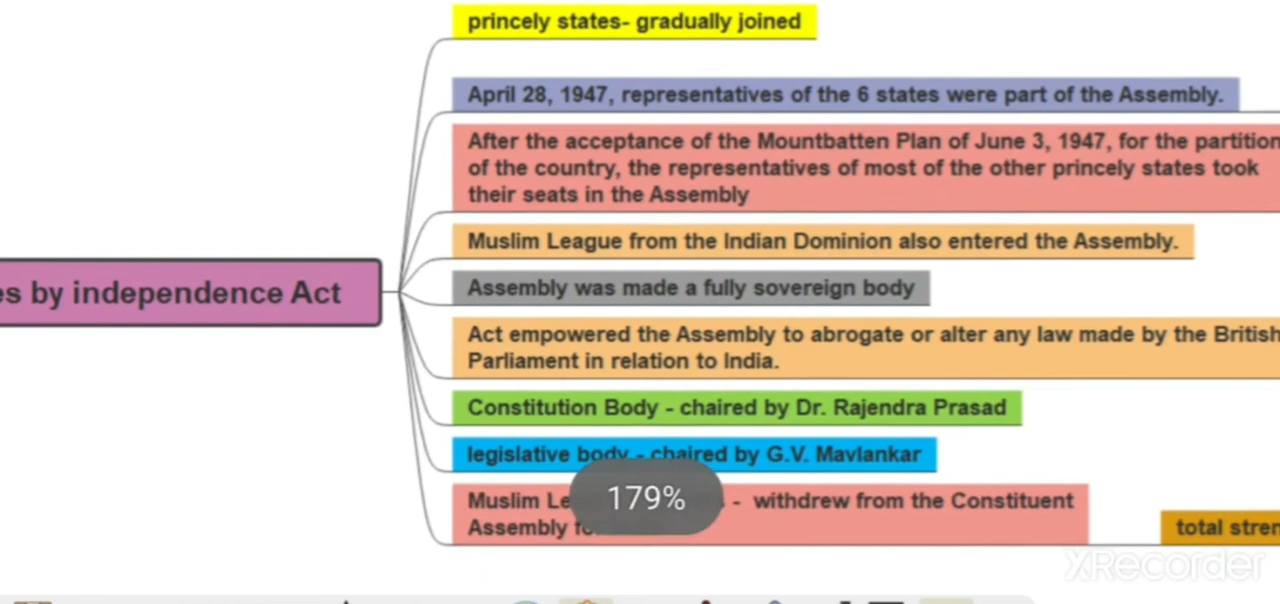 princely states- gradually joined
April 28, 1947, representatives of the 6 states were part of the Assembly.
After the acceptance of the Mountbatten Plan of June 3, 1947, for the partition
of the country, the representatives of most of the other princely states took
their seats in the Assembly
Muslim League from the Indian Dominion also entered the Assembly.
es by independence Act
Assembly was made a fully sovereign body
Act empowered the Assembly to abrogate or alter any law made by the British
Parliament in relation to India.
Constitution Body - chaired by Dr. Rajendra Prasad
legislative body - chaired by G.V. Mavlankar
Muslim - withdrew from the Constituent
Assembly
179%
total
XRecorder